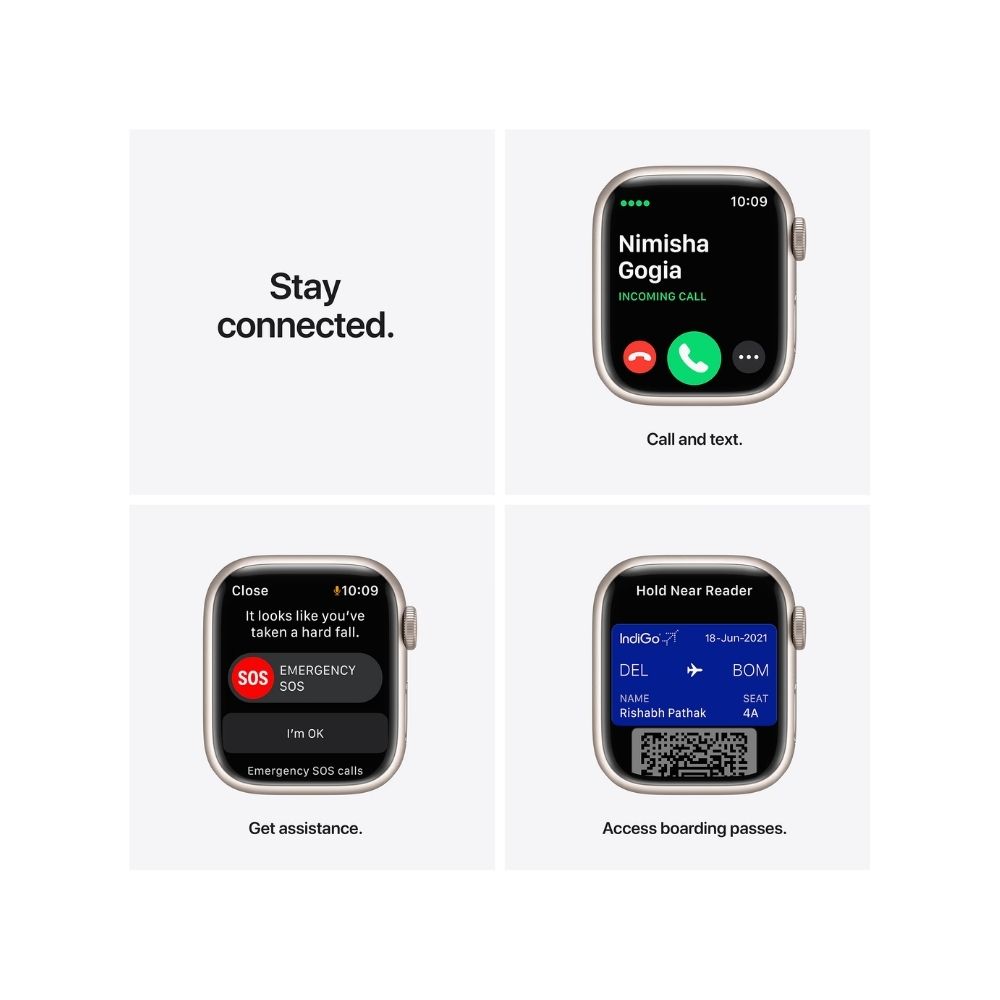 Stay
connected.
10:09
Nimisha
Gogia
INCOMING CALL
Call and text.
Close
10:09
It looks like you've
taken a hard fall.
SOS
EMERGENCY
SOS
I'm OK
Emergency SOS calls
Get assistance.
Hold Near Reader
IndiGo
18-Jun-2021
DEL
BOM
NAME
SEAT
Rishabh Pathak
4A
Access boarding passes.